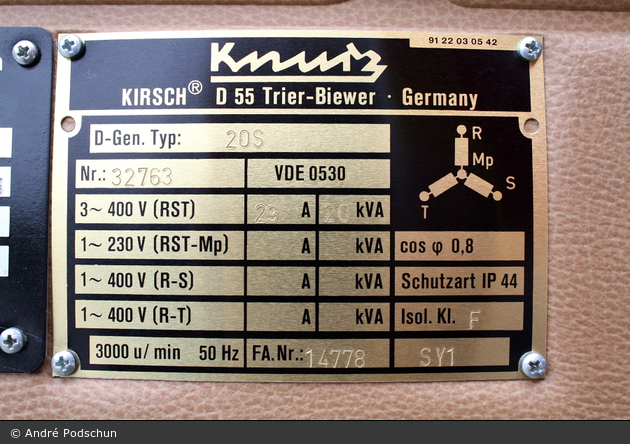 91 22 03 05 42
KIRSCH® D 55 Trier-Biewer · Germany
D-Gen. Typ: 20S
Nr.: 32763 VDE 0530
R
Mp
S
T
3~ 400 V (RST) 29 A 20 kVA
1~ 230 V (RST-Mp) A kVA cos φ 0,8
1~ 400 V (R-S) A kVA Schutzart IP 44
1~ 400 V (R-T) A kVA Isol. Kl. F
3000 u/min 50 Hz FA.Nr.: 14778 SY1
© André Podschun